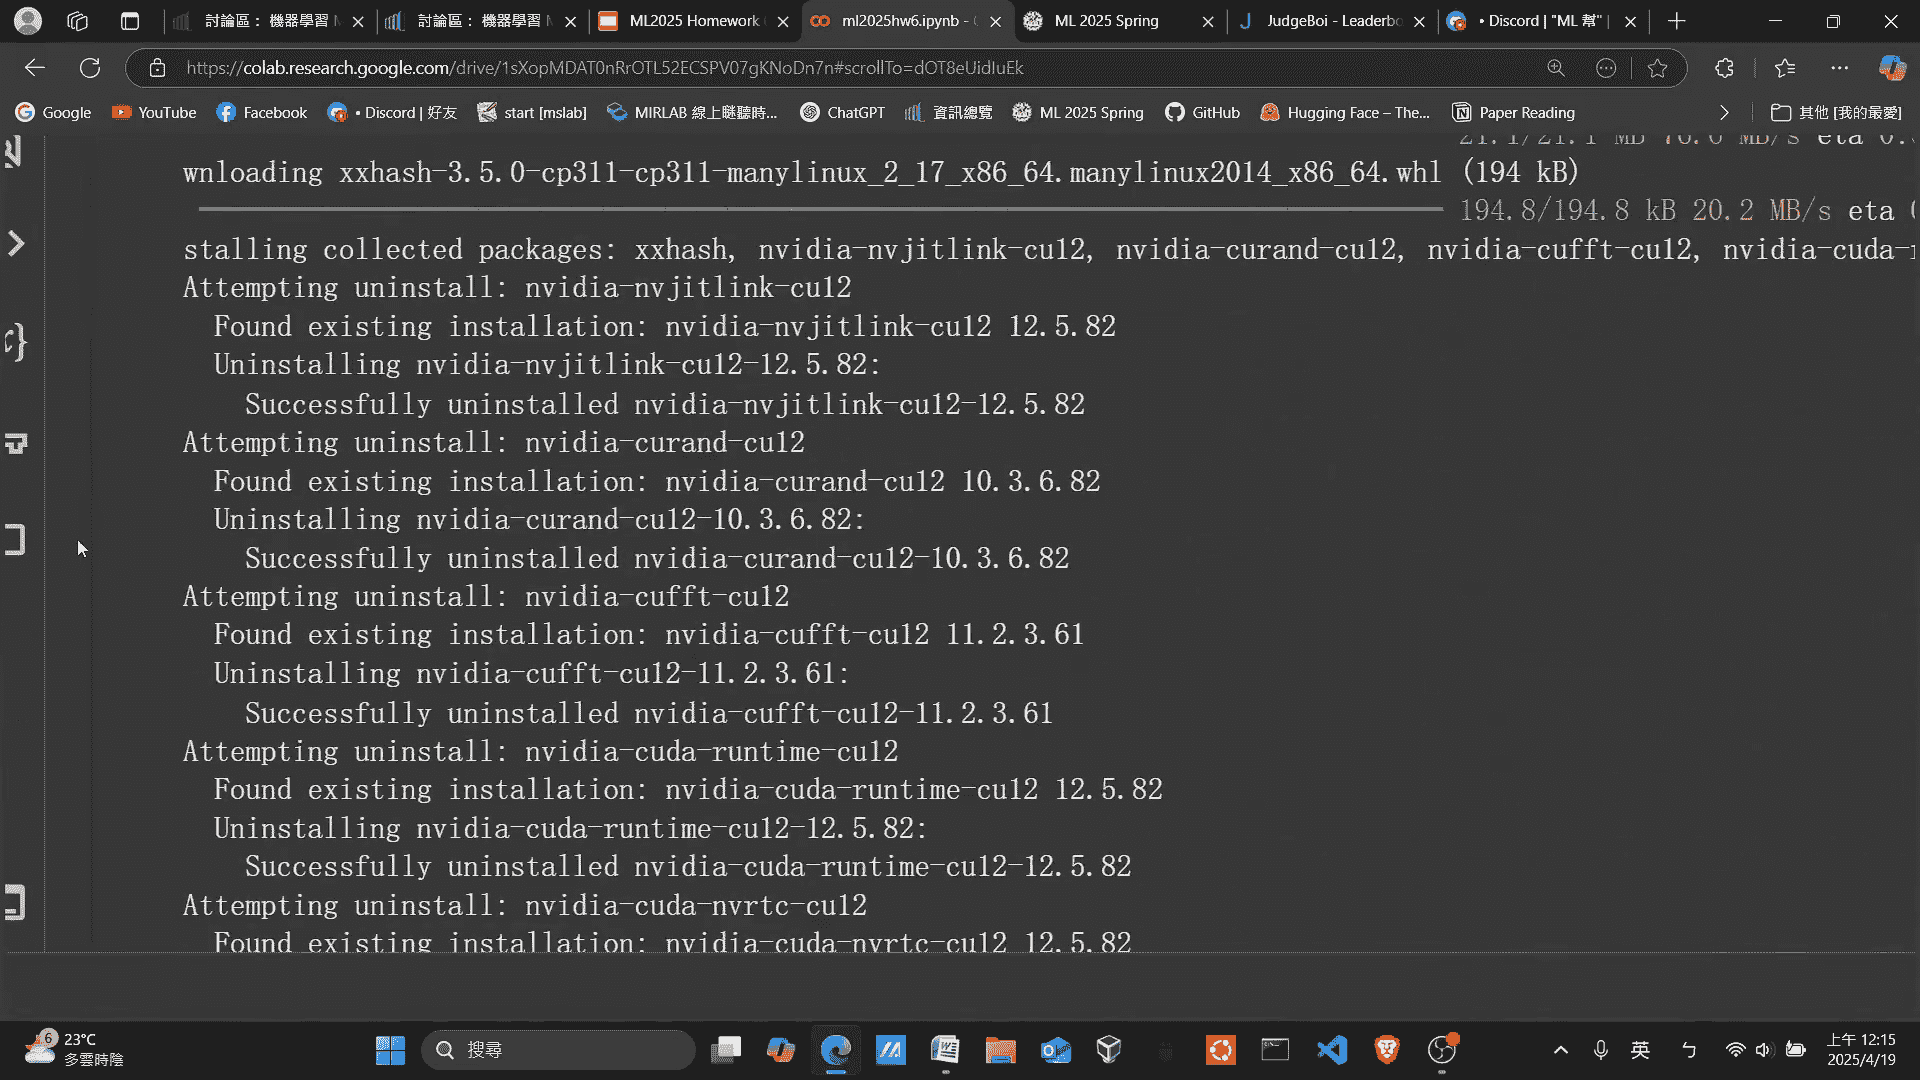 討論區： 機器學習
討論區： 機器學習
ML2025 Homework
ml2025hw6.ipynb -
ML 2025 Spring
JudgeBoi - Leaderbo
• Discord | "ML 幫" |
https://colab.research.google.com/drive/1sXopMDAT0nRrOTL52ECSPV07gKNoDn7n#scrollTo=dOT8eUidIuEk
Google
YouTube
Facebook
• Discord | 好友
start [mslab]
MIRLAB 線上瞇聽時...
ChatGPT
資訊總覽
ML 2025 Spring
GitHub
Hugging Face – The...
Paper Reading
其他 [我的最愛]
21.1/21.1 MB 76.0 MB/s eta 0:
wnloading xxhash-3.5.0-cp311-cp311-manylinux_2_17_x86_64.manylinux2014_x86_64.whl (194 kB)
194.8/194.8 kB 20.2 MB/s eta
stalling collected packages: xxhash, nvidia-nvjitlink-cu12, nvidia-curand-cu12, nvidia-cufft-cu12, nvidia-cuda-
Attempting uninstall: nvidia-nvjitlink-cu12
Found existing installation: nvidia-nvjitlink-cu12 12.5.82
Uninstalling nvidia-nvjitlink-cu12-12.5.82:
Successfully uninstalled nvidia-nvjitlink-cu12-12.5.82
Attempting uninstall: nvidia-curand-cu12
Found existing installation: nvidia-curand-cu12 10.3.6.82
Uninstalling nvidia-curand-cu12-10.3.6.82:
Successfully uninstalled nvidia-curand-cu12-10.3.6.82
Attempting uninstall: nvidia-cufft-cu12
Found existing installation: nvidia-cufft-cu12 11.2.3.61
Uninstalling nvidia-cufft-cu12-11.2.3.61:
Successfully uninstalled nvidia-cufft-cu12-11.2.3.61
Attempting uninstall: nvidia-cuda-runtime-cu12
Found existing installation: nvidia-cuda-runtime-cu12 12.5.82
Uninstalling nvidia-cuda-runtime-cu12-12.5.82:
Successfully uninstalled nvidia-cuda-runtime-cu12-12.5.82
Attempting uninstall: nvidia-cuda-nvrtc-cu12
Found existing installation: nvidia-cuda-nvrtc-cu12 12.5.82
6
23°C
多雲時陰
搜尋
英
ㄅ
上午 12:15
2025/4/19